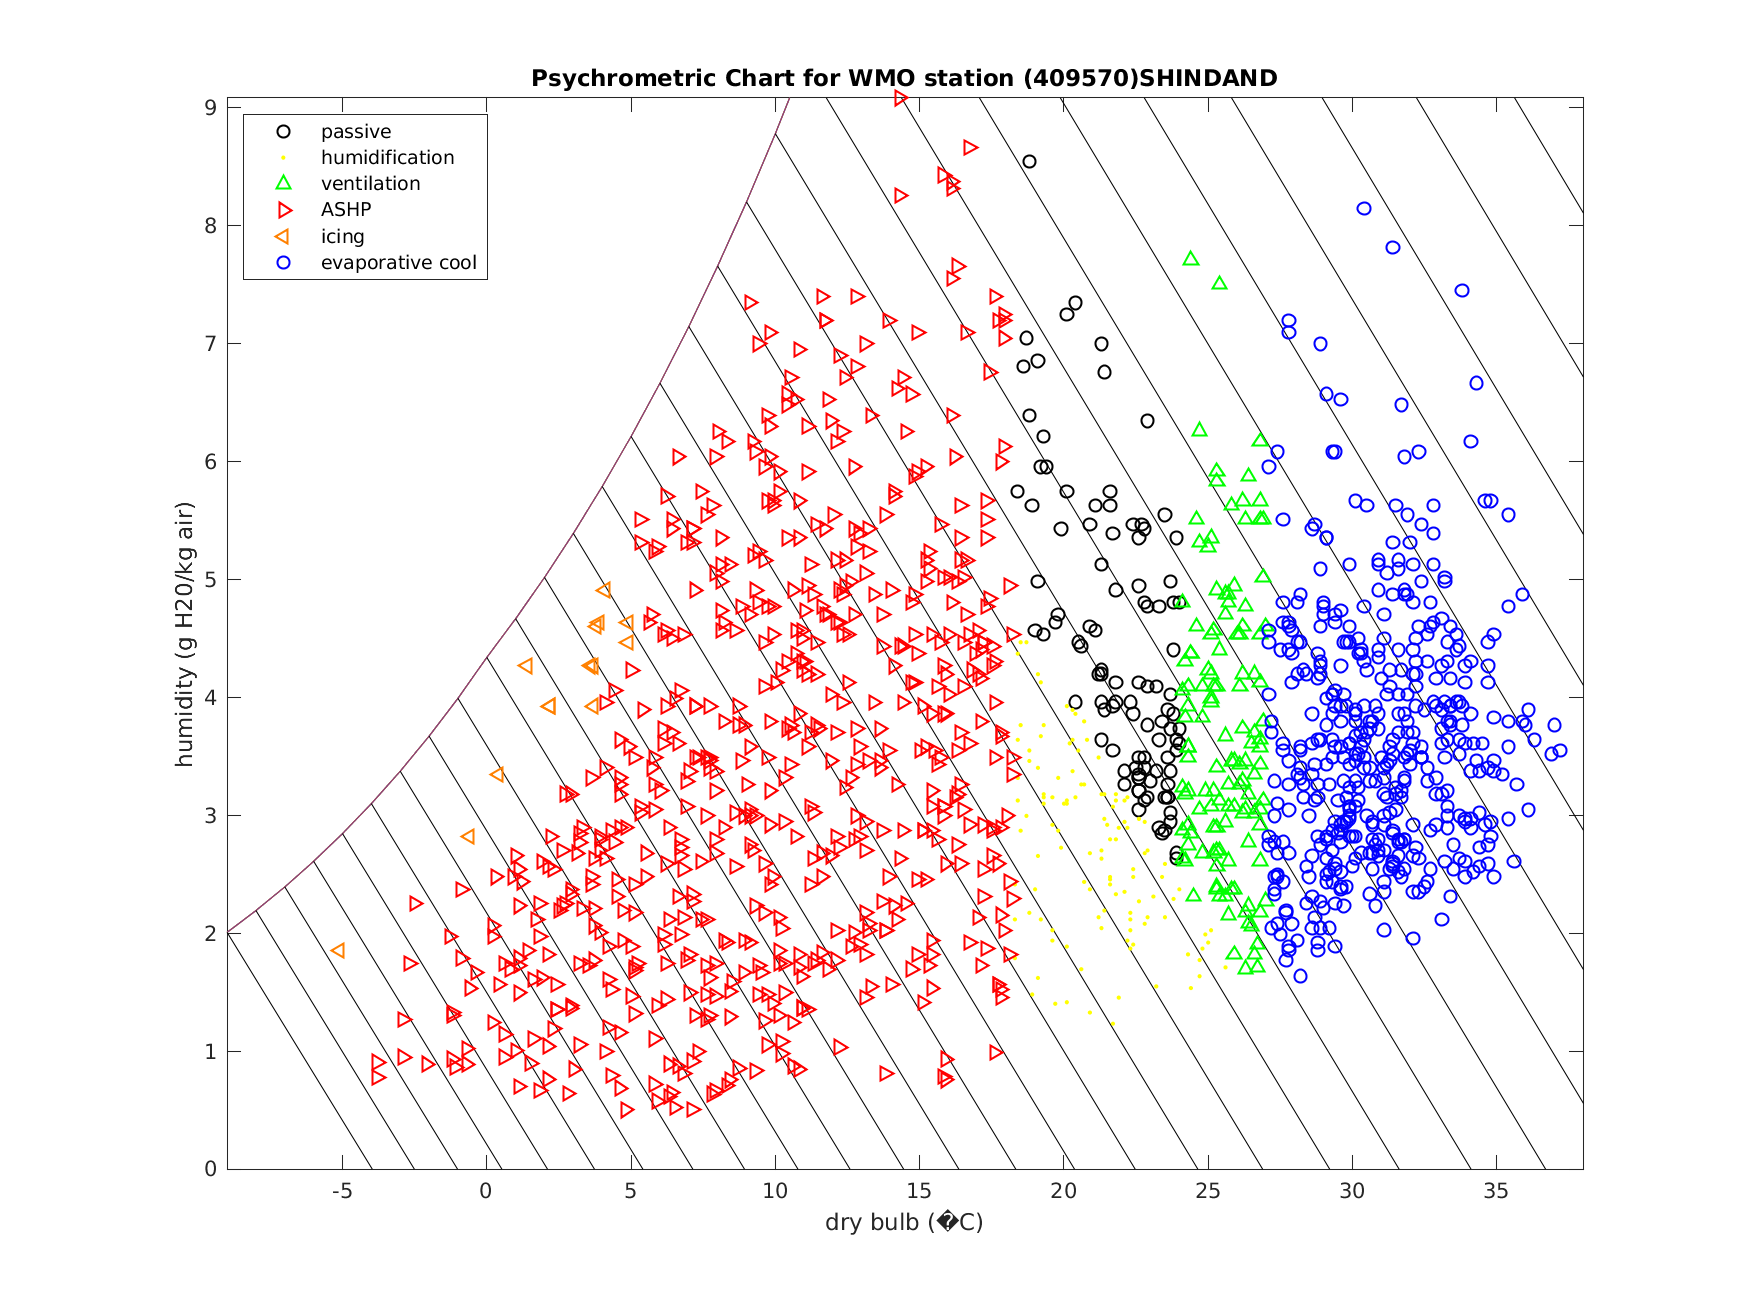 Psychrometric Chart for WMO station (409570)SHINDAND
passive
humidification
ventilation
ASHP
icing
evaporative cool
humidity (g H20/kg air)
9
8
7
6
5
4
3
2
1
0
-5
0
5
10
15
20
25
30
35
dry bulb (�C)